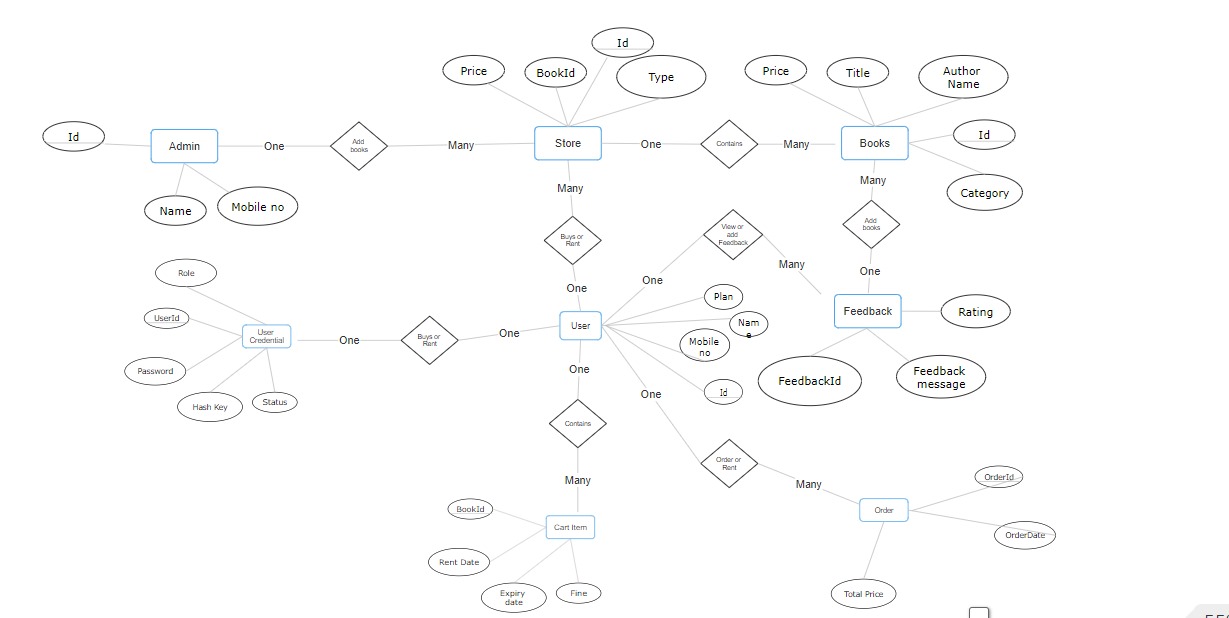 Id
Price
BookId
Type
Price
Title
Author
Name
Id
Admin
One
Add
books
Many
Store
One
Contains
Many
Books
Id
Name
Mobile no
Many
Many
Category
Buys or
Rent
View or
add
Feedback
Add
books
Role
One
One
Many
One
UserId
User
Credential
One
Buys or
Rent
One
User
Plan
Nam
e
Mobile
no
Id
Feedback
Rating
Password
Hash Key
Status
One
One
FeedbackId
Feedback
message
Contains
Many
Order or
Rent
Many
OrderId
Order
OrderDate
Total Price
BookId
Cart Item
Rent Date
Expiry
date
Fine